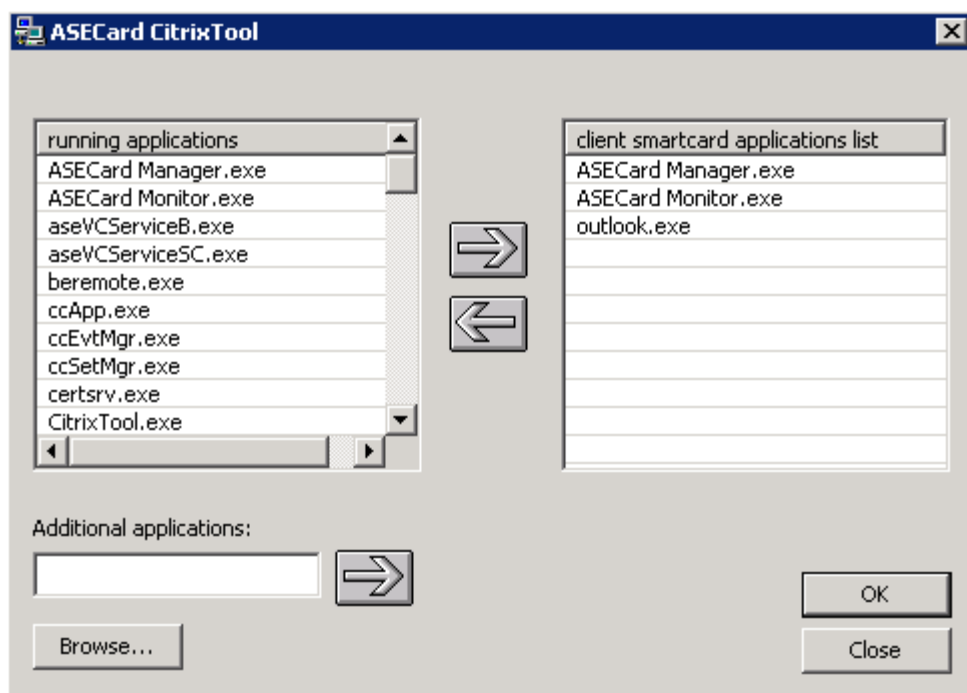 ASECard CitrixTool
running applications
ASECard Manager.exe
ASECard Monitor.exe
aseVCServiceB.exe
aseVCServiceSC.exe
beremote.exe
ccApp.exe
ccEvtMgr.exe
ccSetMgr.exe
certsrv.exe
CitrixTool.exe
client smartcard applications list
ASECard Manager.exe
ASECard Monitor.exe
outlook.exe
Additional applications:
Browse...
OK
Close